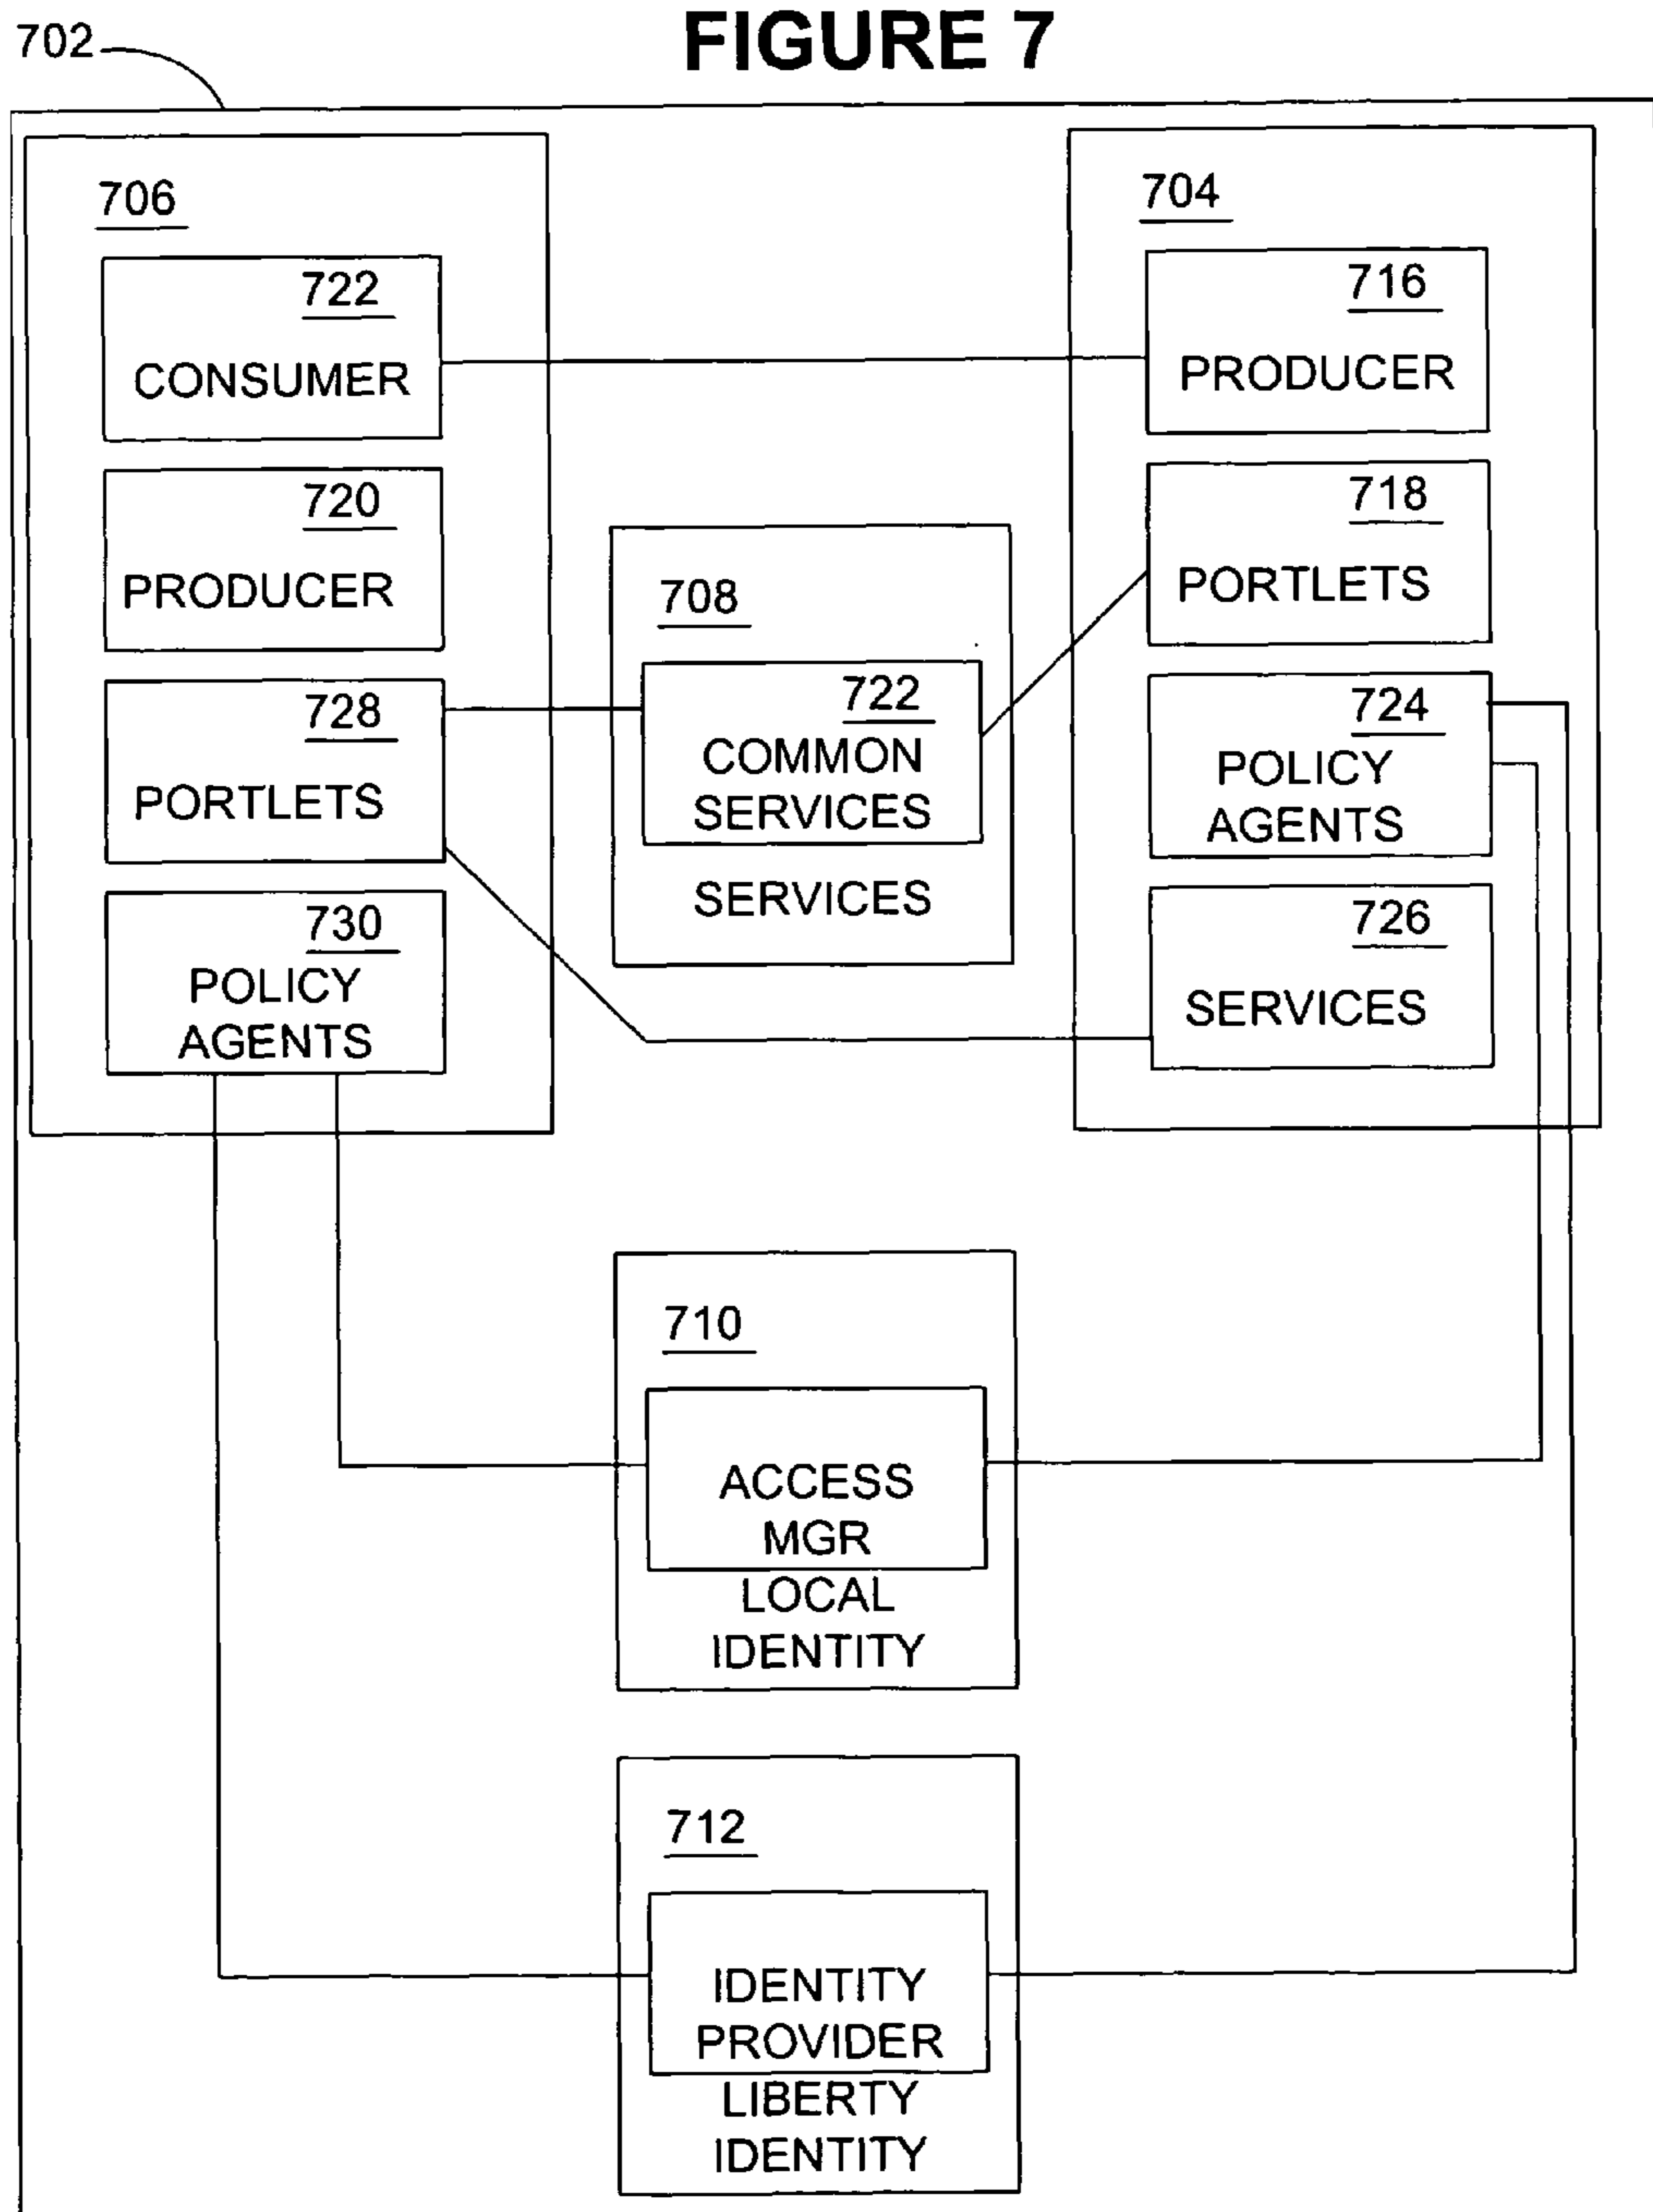 FIGURE 7
702
706
722
CONSUMER
720
PRODUCER
728
PORTLETS
730
POLICY
AGENTS
708
722
COMMON
SERVICES
SERVICES
704
716
PRODUCER
718
PORTLETS
724
POLICY
AGENTS
726
SERVICES
710
ACCESS
MGR
LOCAL
IDENTITY
712
IDENTITY
PROVIDER
LIBERTY
IDENTITY